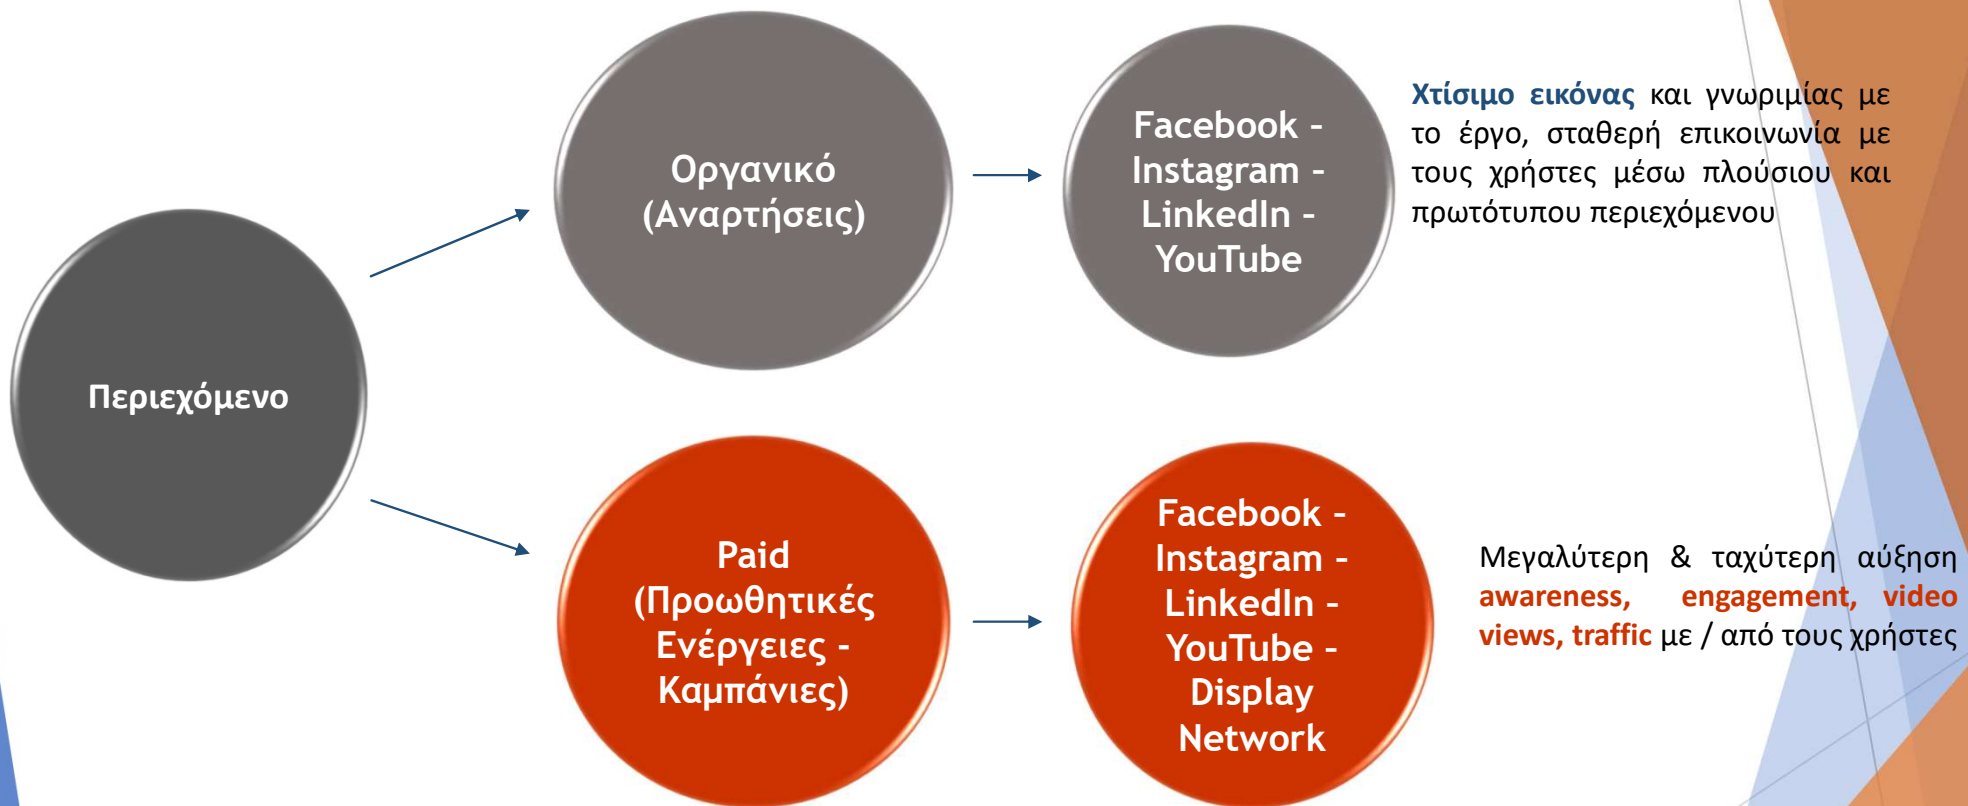 Περιεχόμενο
Οργανικό
(Αναρτήσεις)
Facebook –
Instagram –
LinkedIn –
YouTube
Χτίσιμο εικόνας και γνωριμίας με
το έργο, σταθερή επικοινωνία με
τους χρήστες μέσω πλούσιου και
πρωτότυπου περιεχόμενου
Paid
(Προωθητικές
Ενέργειες -
Καμπάνιες)
Facebook –
Instagram –
LinkedIn –
YouTube –
Display
Network
Μεγαλύτερη & ταχύτερη αύξηση
awareness, engagement, video
views, traffic με / από τους χρήστες